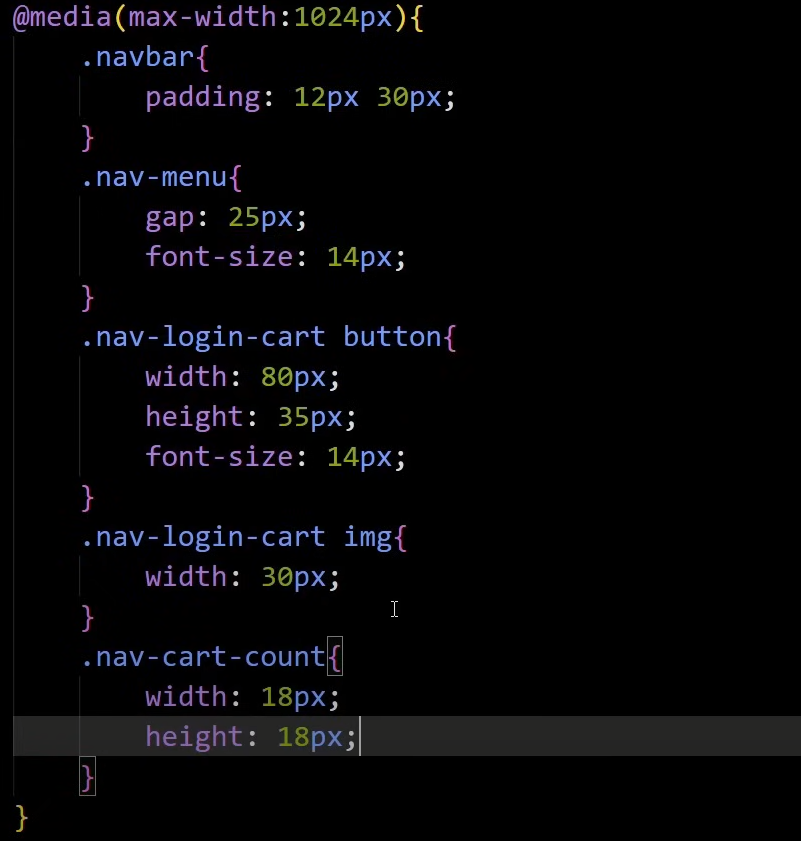 @media(max-width:1024px){
    .navbar{
        padding: 12px 30px;
    }
    .nav-menu{
        gap: 25px;
        font-size: 14px;
    }
    .nav-login-cart button{
        width: 80px;
        height: 35px;
        font-size: 14px;
    }
    .nav-login-cart img{
        width: 30px;
    }
    .nav-cart-count{
        width: 18px;
        height: 18px;
    }
}